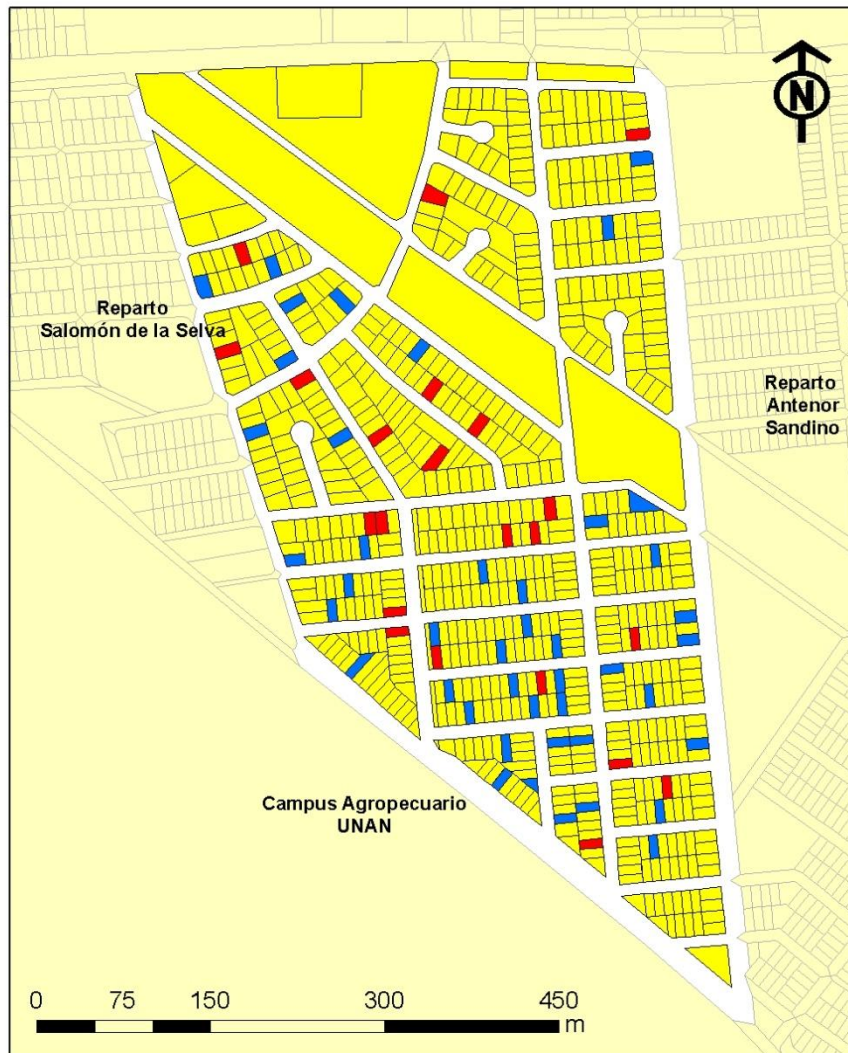 N
Reparto
Salomón de la Selva
Reparto
Antenor
Sandino
Campus Agropecuario
UNAN
0 75 150 300 450
m